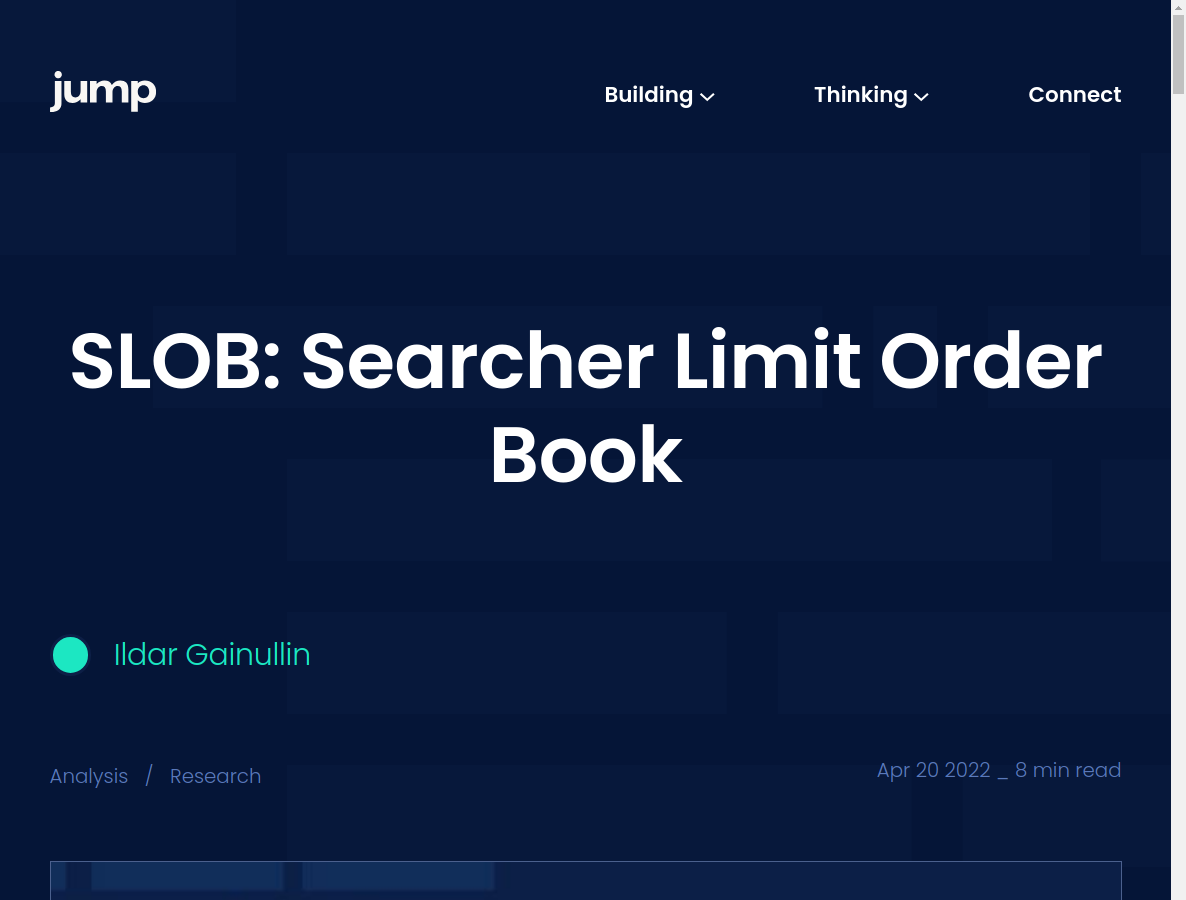 jump
Building
Thinking
Connect
SLOB: Searcher Limit Order
Book
Ildar Gainullin
Analysis / Research
Apr 20 2022 _ 8 min read